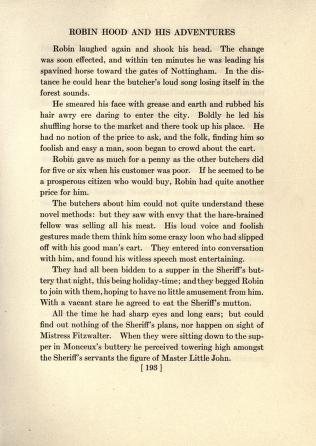 ROBIN HOOD AND HIS ADVENTURES
Robin laughed again and shook his head. The change
was soon effected, and within ten minutes he was leading his
spavined horse toward the gates of Nottingham. In the dis-
tance he could hear the butcher's loud song losing itself in the
forest sounds.
He smeared his face with grease and earth and rubbed his
hair awry ere daring to enter the city. Boldly he led his
shuffling horse to the market and there took up his place. He
had no notion of the price to ask, and the folk, finding him so
foolish and easy a man, soon began to crowd about the cart.
Robin gave as much for a penny as the other butchers did
for five or six when his customer was poor. If he seemed to be
a prosperous citizen who would buy, Robin had quite another
price for him.
The butchers about him could not quite understand these
novel methods: but they saw with envy that the hare-brained
fellow was selling all his meat. His loud voice and foolish
gestures made them think him some crazy loon who had slipped
off with his good man's cart. They entered into conversation
with him, and found his witless speech most entertaining.
They had all been bidden to a supper in the Sheriff's but-
tery that night, this being holiday-time; and they begged Robin
to join with them, hoping to have no little amusement from him.
With a vacant stare he agreed to eat the Sheriff's mutton.
All the time he had sharp eyes and long ears; but could
find out nothing of the Sheriff's plans, nor happen on sight of
Mistress Fitzwalter. When they were sitting down to the sup-
per in Monceux's buttery he perceived towering high amongst
the Sheriff's servants the figure of Master Little John.
[ 193 ]